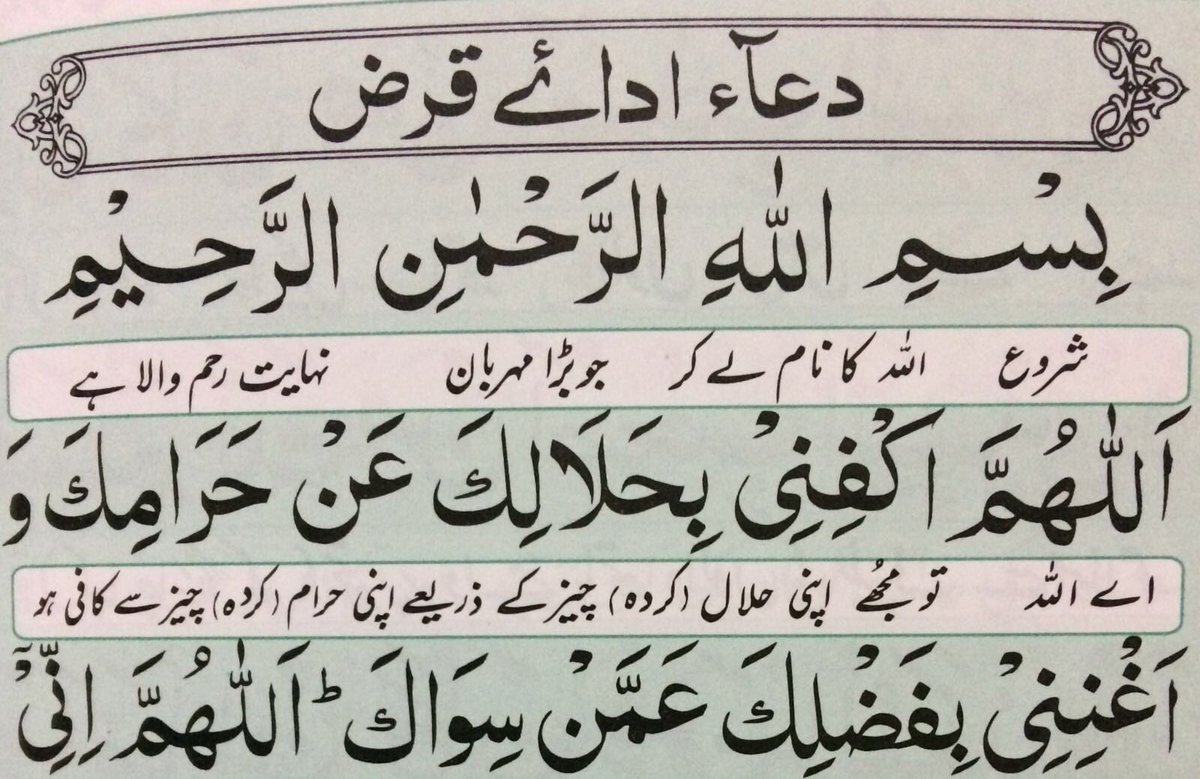 دعآء ادائے قرض
بِسْمِ اللّٰهِ الرَّحْمٰنِ الرَّحِيْمِ
شروع اللہ کا نام لے کر جو بڑا مہربان نہایت رحم والا ہے
اَللّٰهُمَّ اكْفِنِيْ بِحَلَالِكَ عَنْ حَرَامِكَ وَ
اے اللہ تو مجھے اپنی حلال (کردہ) چیز کے ذریعے اپنی حرام (کردہ) چیز سے کافی ہو
اَغْنِنِيْ بِفَضْلِكَ عَمَّنْ سِوَاكَ ؕ اَللّٰهُمَّ اِنِّيْۤ